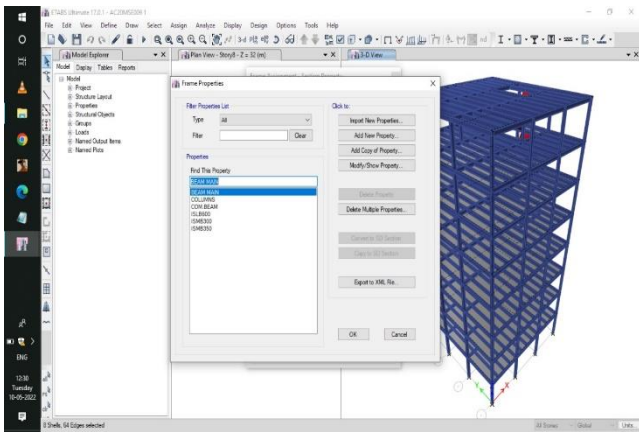 ETABS Ultimate 17.0.1 - ACJONSEEIIN 1
File Edit View Define Draw Select Assign Analyze Display Design Options Tools Help
Model Explorer
Plan View - Story8 - Z = 32 (m)
3-D View
Model Display Tables Reports
Model
Project
Structure Layout
Properties
Structural Objects
Groups
Loads
Named Output Items
Named Plots
Frame Properties
Filter Properties List
Type All
Filter Clear
Properties
Find This Property
BEAM MAIN
BEAM MAIN
COLUMNS
COM.BEAM
ISLB600
ISMB300
ISMB350
Click to:
Import New Properties...
Add New Property...
Add Copy of Property...
Modify/Show Property...
Delete Property
Delete Multiple Properties...
Convert to SD Section
Copy to SD Section
Export to XML File...
OK Cancel
Y X
ENG
12:30
Tuesday
10-05-2022
8 Shells, 64 Edges selected
All Stories Global Units...